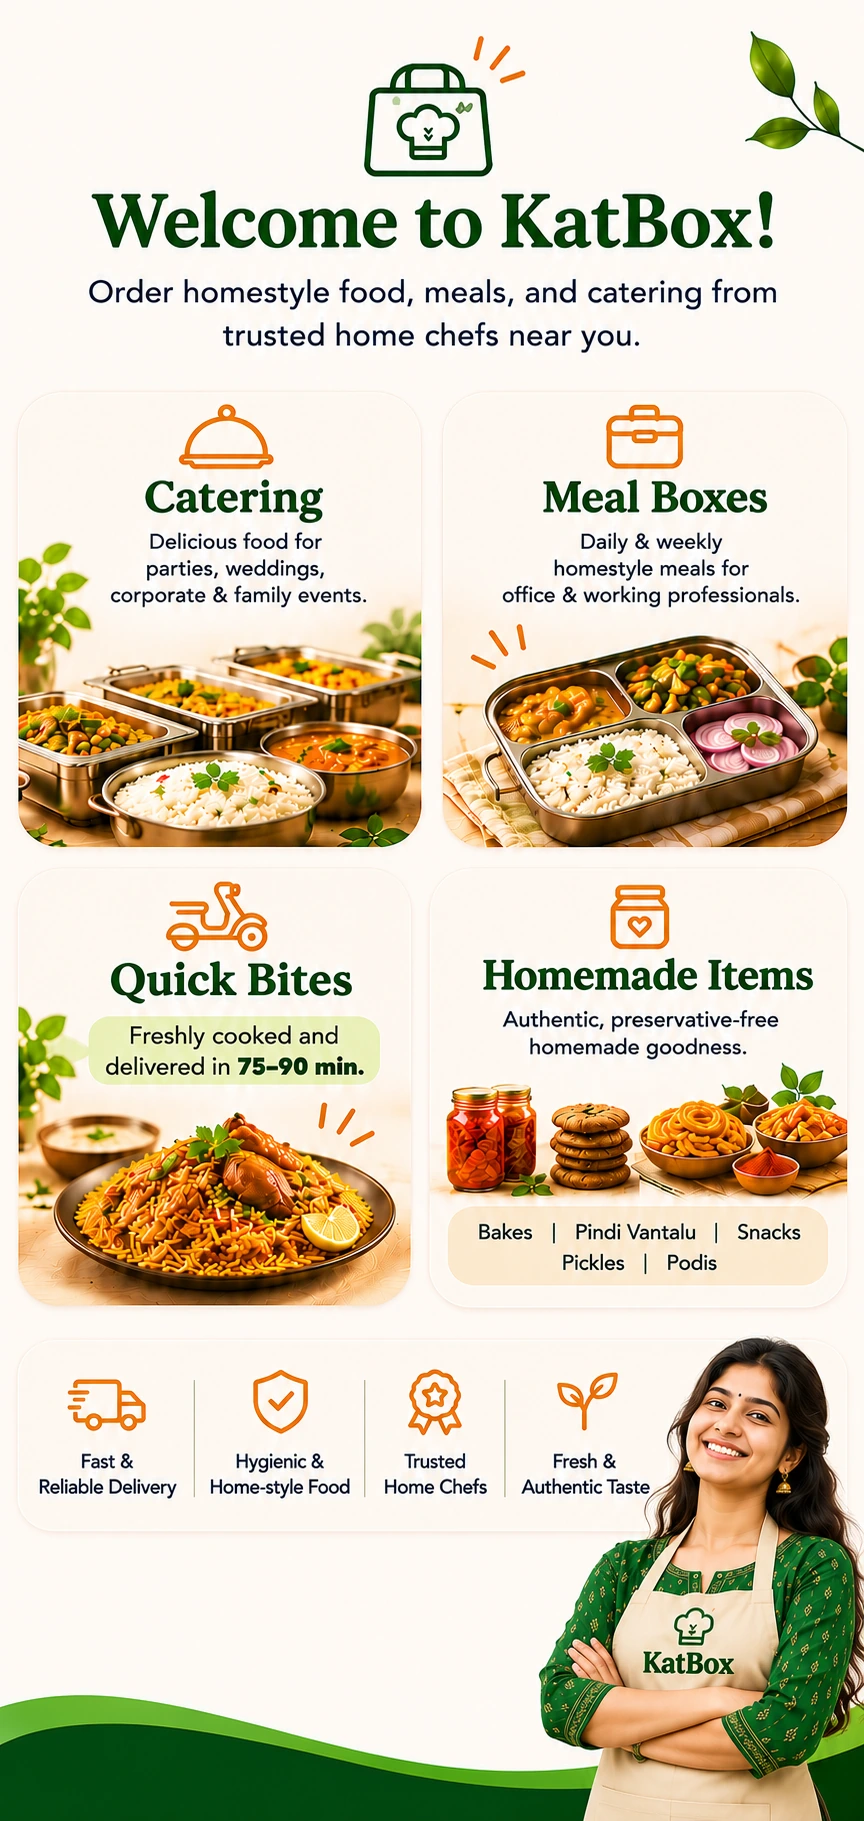 Welcome to KatBox!
Order homestyle food, meals, and catering from
trusted home chefs near you.
Catering
Delicious food for
parties, weddings,
corporate & family events.
Meal Boxes
Daily & weekly
homestyle meals for
office & working professionals.
Quick Bites
Freshly cooked and
delivered in 75–90 min.
Homemade Items
Authentic, preservative-free
homemade goodness.
Bakes | Pindi Vantalu | Snacks
Pickles | Podis
Fast &
Reliable Delivery
Hygienic &
Home-style Food
Trusted
Home Chefs
Fresh &
Authentic Taste
KatBox